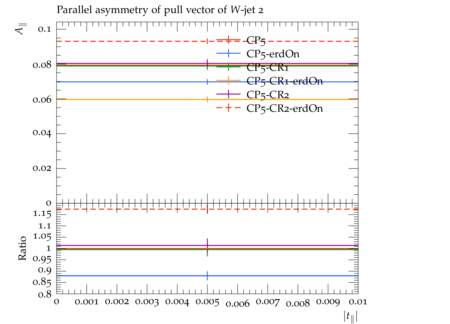 Parallel asymmetry of pull vector of W-jet 2
A∥
0.1
0.08
0.06
0.04
0.02
0
CP5
CP5-erdOn
CP5-CR1
CP5-CR1-erdOn
CP5-CR2
CP5-CR2-erdOn
Ratio
1.15
1.1
1.05
1
0.95
0.9
0.85
0.8
0 0.001 0.002 0.003 0.004 0.005 0.006 0.007 0.008 0.009 0.01
|t∥|